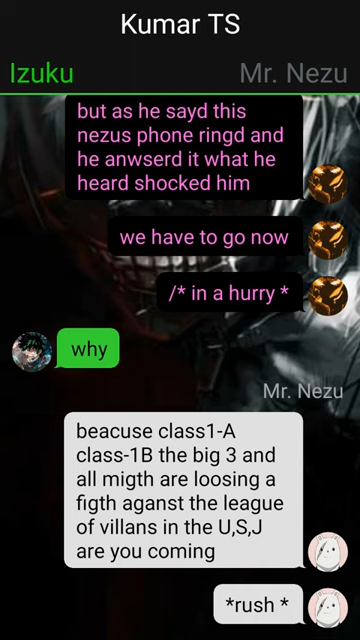 Kumar TS
Izuku
Mr. Nezu
but as he sayd this
nezus phone ringd and
he anwserd it what he
heard shocked him
we have to go now
/* in a hurry *
why
Mr. Nezu
beacuse class1-A
class-1B the big 3 and
all migth are loosing a
figth aganst the league
of villans in the U,S,J
are you coming
*rush *